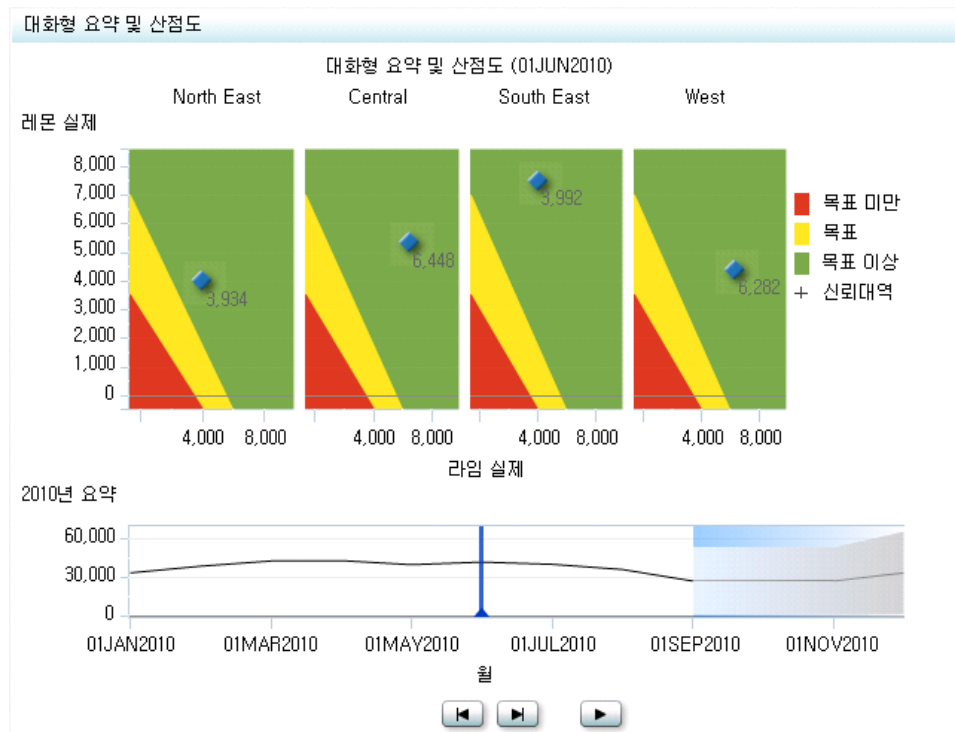 대화형 요약 및 산점도
대화형 요약 및 산점도 (01JUN2010)
North East Central South East West
레몬 실제
8,000
7,000
6,000
5,000
4,000
3,000
2,000
1,000
0
3,934
6,448
3,992
6,282
목표 미만
목표
목표 이상
신뢰대역
4,000 8,000 4,000 8,000 4,000 8,000 4,000 8,000
라임 실제
2010년 요약
60,000
30,000
0
01JAN2010 01MAR2010 01MAY2010 01JUL2010 01SEP2010 01NOV2010
월